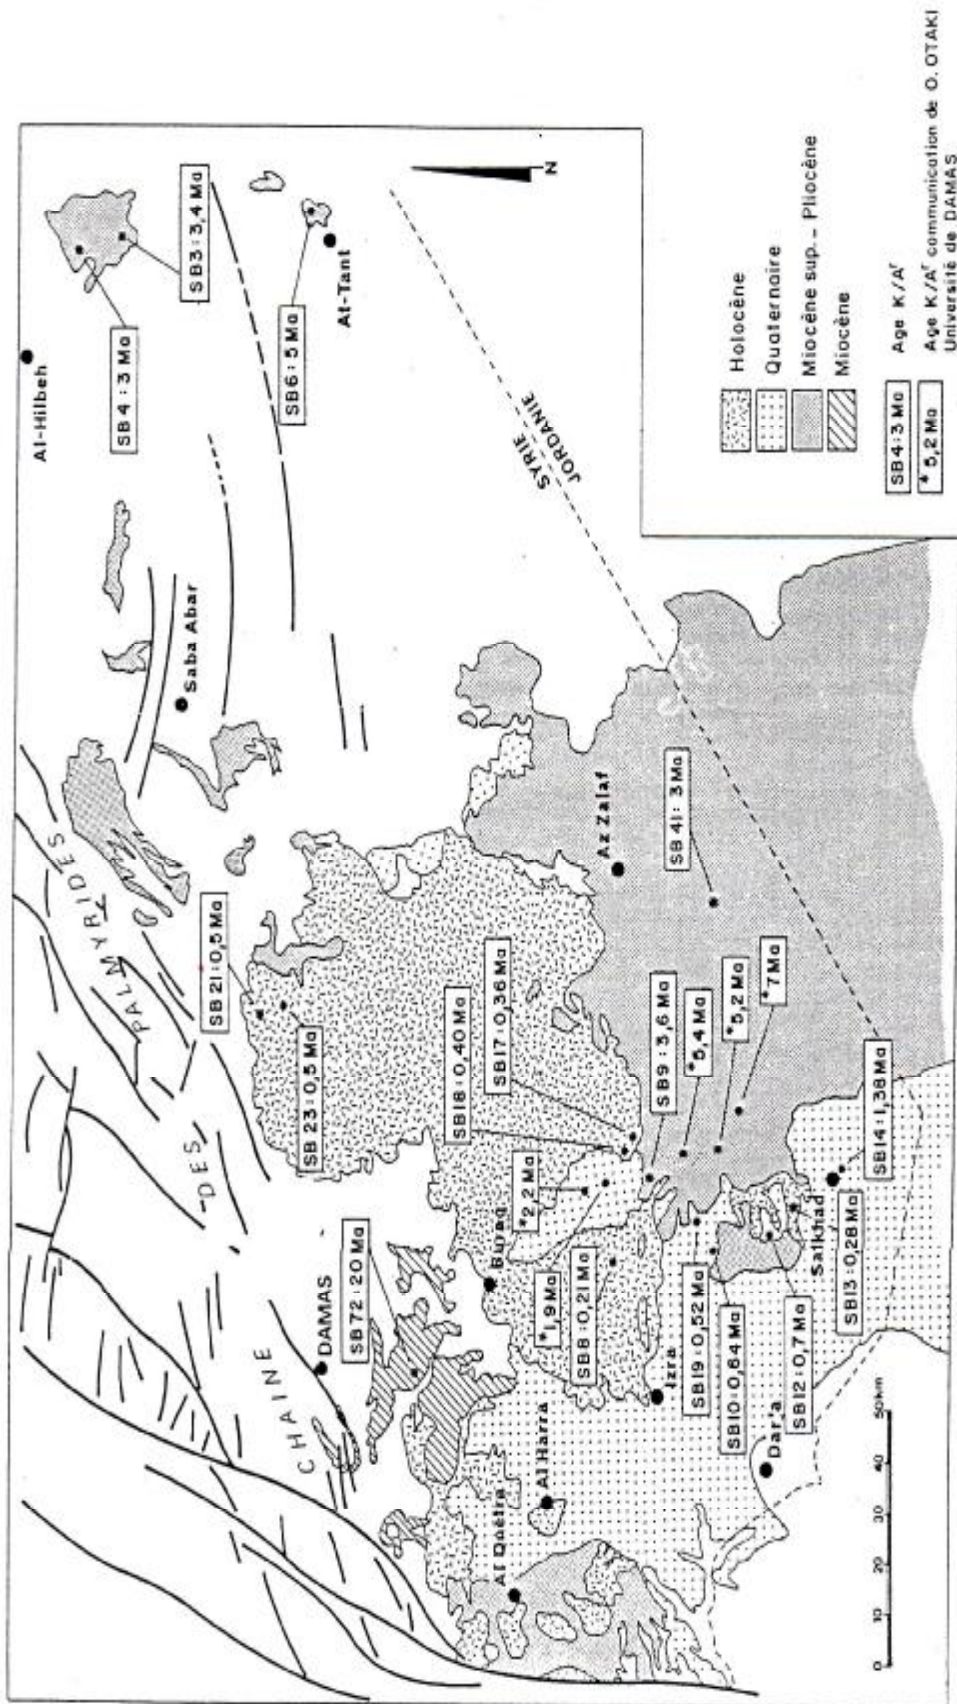 Al-Hilbeh
SB4 : 3 Ma
SB3 : 3,4 Ma
SB6 : 5 Ma
At-Tant
N
SYRIE
JORDANIE
Saba Abar
PALMYRIDES
DES
CHAINE
SB 21 : 0,5 Ma
SB 23 : 0,5 Ma
SB18 : 0,40 Ma
SB17 : 0,36 Ma
Az Zalaf
SB 41 : 3 Ma
SB9 : 3,6 Ma
*5,4 Ma
*5,2 Ma
*7 Ma
DAMAS
SB72 : 20 Ma
Buraq
*2,2 Ma
*1,9 Ma
SB8 : 0,21 Ma
Izra
SB19 : 0,52 Ma
SB10 : 0,64 Ma
SB12 : 0,7 Ma
Salkhad
SB13 : 0,28 Ma
SB14 : 1,38 Ma
Al Harra
Dar'a
0 10 20 30 40 50km
Holocène
Quaternaire
Miocène sup. - Pliocène
Miocène
SB4 : 3 Ma Age K/Ar
*5,2 Ma Age K/Ar communication de O. OTAKI
Université de DAMAS